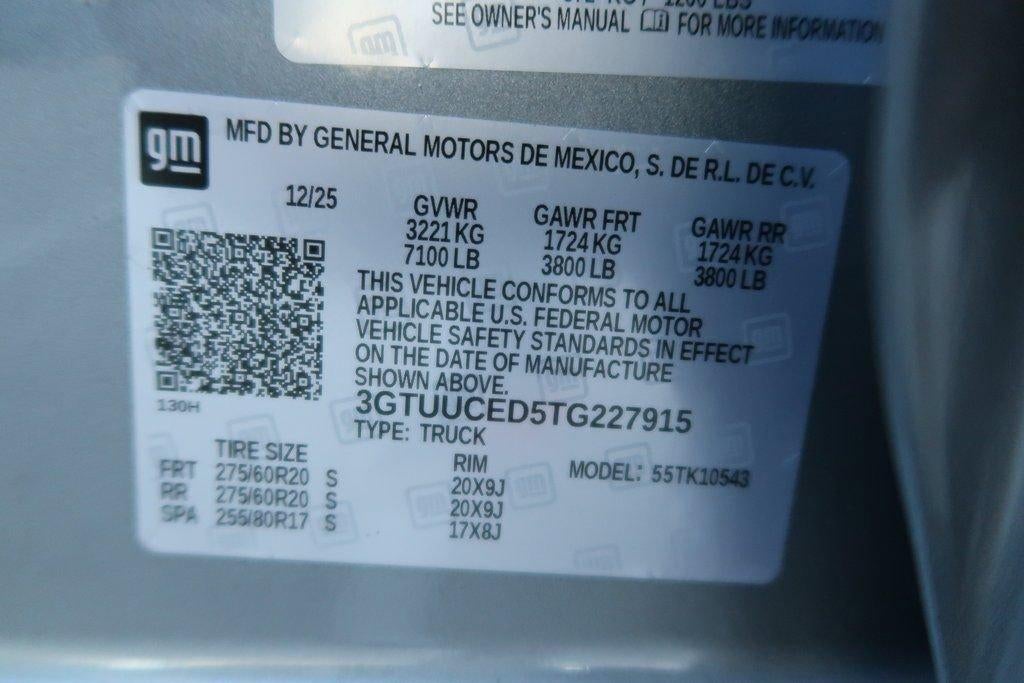 1200 LBS
SEE OWNER'S MANUAL FOR MORE INFORMATION
gm
MFD BY GENERAL MOTORS DE MEXICO, S. DE R.L. DE C.V.
12/25
GVWR GAWR FRT GAWR RR
3221 KG 1724 KG 1724 KG
7100 LB 3800 LB 3800 LB
THIS VEHICLE CONFORMS TO ALL
APPLICABLE U.S. FEDERAL MOTOR
VEHICLE SAFETY STANDARDS IN EFFECT
ON THE DATE OF MANUFACTURE
SHOWN ABOVE.
130H
3GTUUCED5TG227915
TYPE: TRUCK
TIRE SIZE RIM MODEL: 55TK10543
FRT 275/60R20 S 20X9J
RR 275/60R20 S 20X9J
SPA 255/80R17 S 17X8J